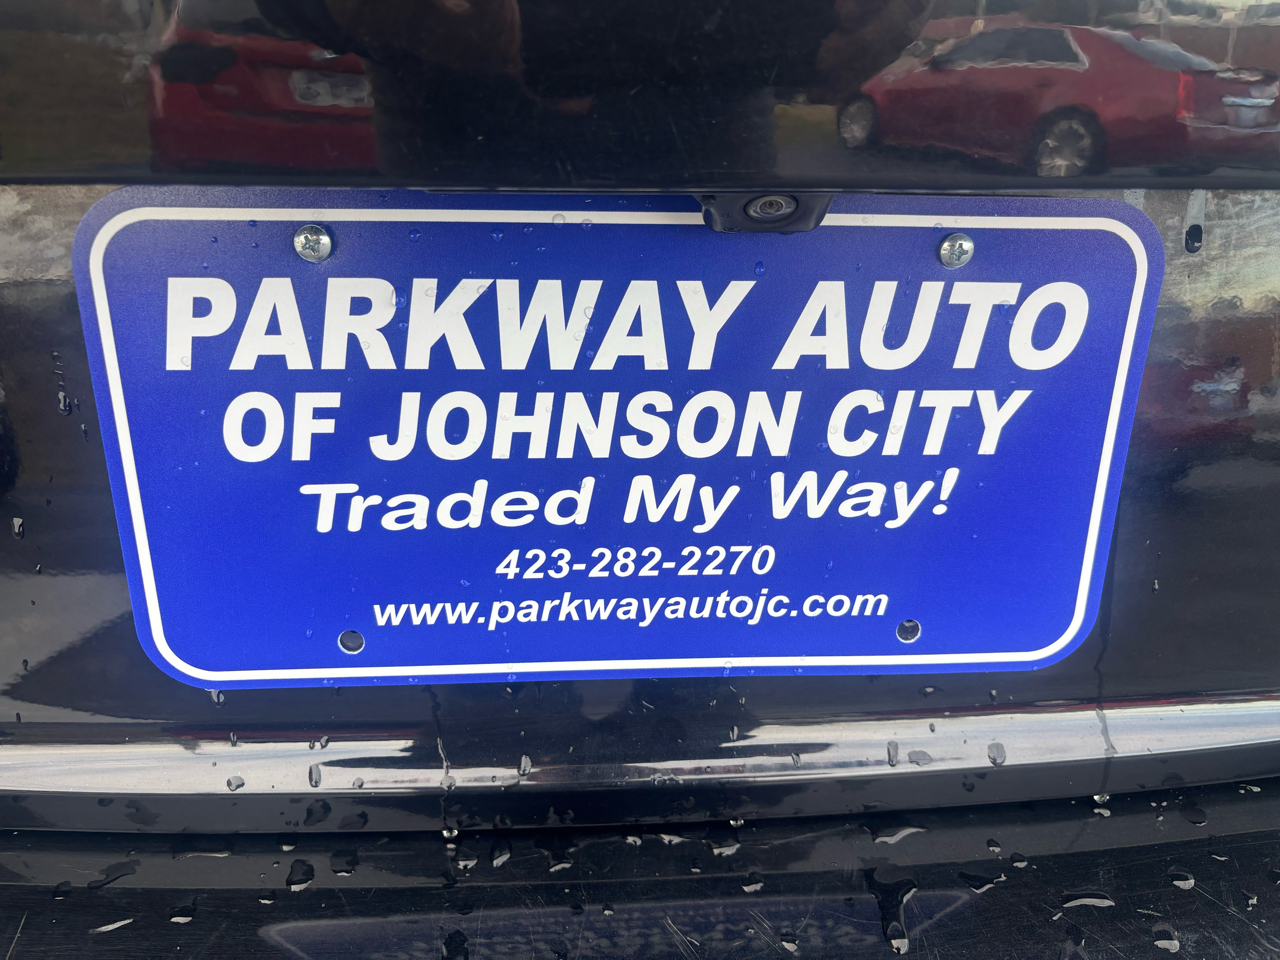 PARKWAY AUTO
OF JOHNSON CITY
Traded My Way!
423-282-2270
www.parkwayautojc.com